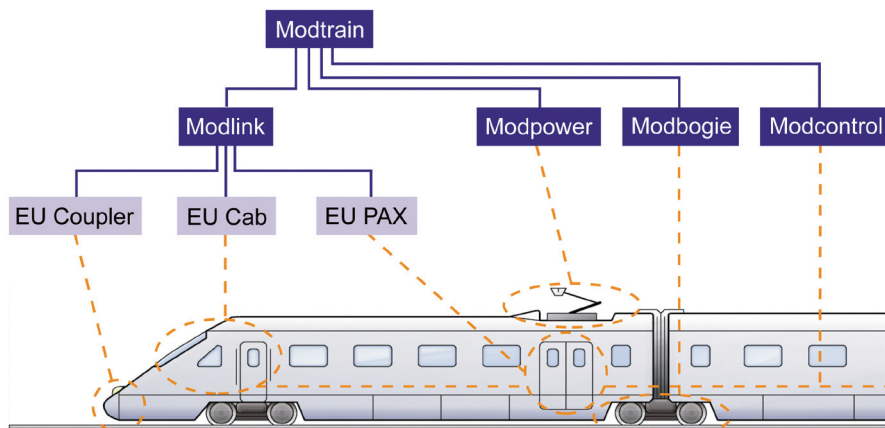 Modtrain
Modlink
Modpower
Modbogie
Modcontrol
EU Coupler
EU Cab
EU PAX